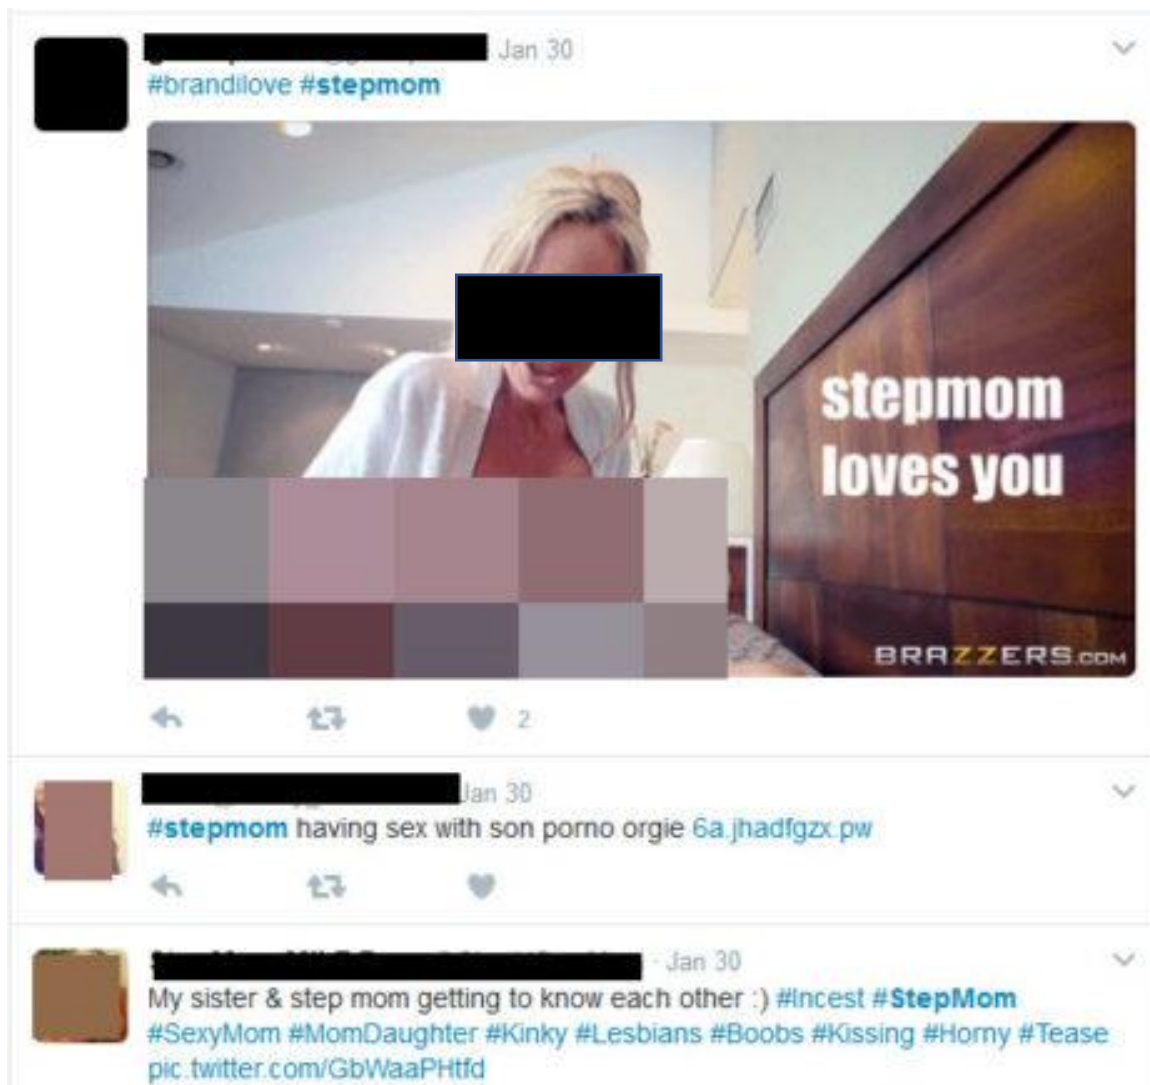 Jan 30
#brandilove #stepmom
stepmom
loves you
BRAZZERS.COM
2
Jan 30
#stepmom having sex with son porno orgie 6a.jhadfgzx.pw
Jan 30
My sister & step mom getting to know each other :) #Incest #StepMom
#SexyMom #MomDaughter #Kinky #Lesbians #Boobs #Kissing #Horny #Tease
pic.twitter.com/GbWaaPHtfd